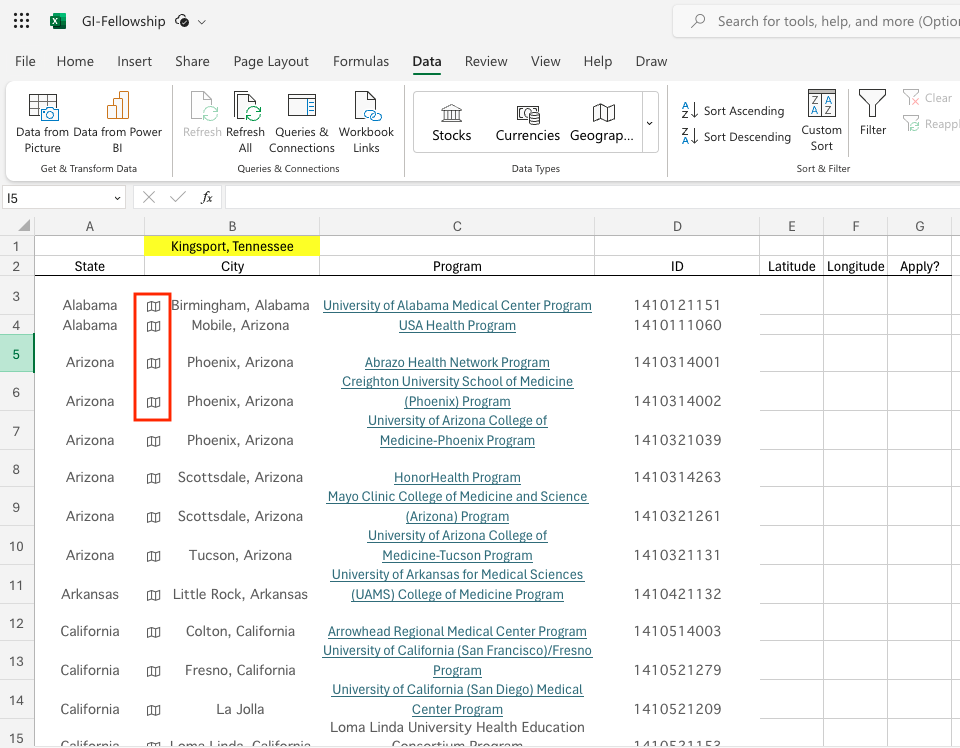 GI-Fellowship
Search for tools, help, and more (Optio
File Home Insert Share Page Layout Formulas Data Review View Help Draw
Data from Picture
Data from Power BI
Get & Transform Data
Refresh
Refresh All
Queries & Connections
Workbook Links
Queries & Connections
Stocks
Currencies
Geograp...
Data Types
Sort Ascending
Sort Descending
Custom Sort
Filter
Clear
Reappl
Sort & Filter
I5
fx
A B C D E F G
1 Kingsport, Tennessee
2 State City Program ID Latitude Longitude Apply?
3 Alabama Birmingham, Alabama University of Alabama Medical Center Program 1410121151
4 Alabama Mobile, Arizona USA Health Program 1410111060
5 Arizona Phoenix, Arizona Abrazo Health Network Program 1410314001
Creighton University School of Medicine
6 Arizona Phoenix, Arizona (Phoenix) Program 1410314002
University of Arizona College of
7 Arizona Phoenix, Arizona Medicine-Phoenix Program 1410321039
8 Arizona Scottsdale, Arizona HonorHealth Program 1410314263
Mayo Clinic College of Medicine and Science
9 Arizona Scottsdale, Arizona (Arizona) Program 1410321261
University of Arizona College of
10 Arizona Tucson, Arizona Medicine-Tucson Program 1410321131
University of Arkansas for Medical Sciences
11 Arkansas Little Rock, Arkansas (UAMS) College of Medicine Program 1410421132
12 California Colton, California Arrowhead Regional Medical Center Program 1410514003
University of California (San Francisco)/Fresno
13 California Fresno, California Program 1410521279
University of California (San Diego) Medical
14 California La Jolla Center Program 1410521209
Loma Linda University Health Education
15 California Loma Linda, California Consortium Program 1410521153